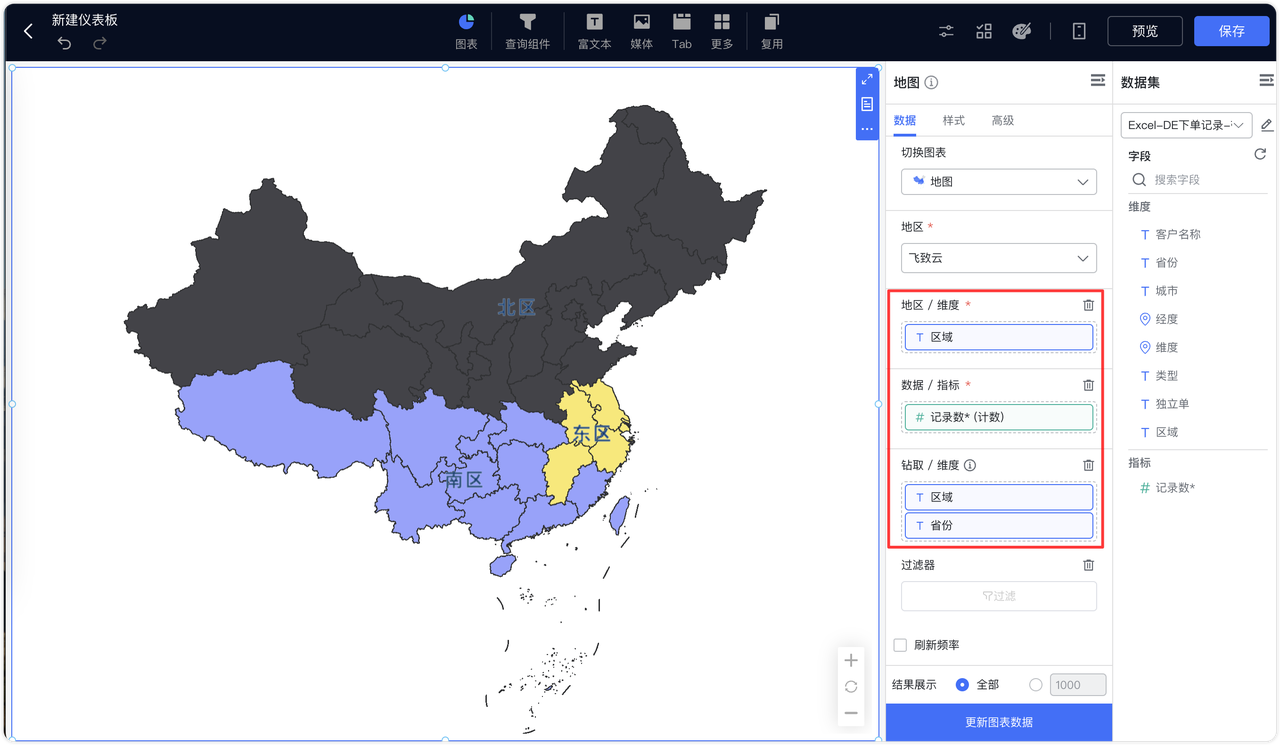 新建仪表板
图表
查询组件
富文本
媒体
Tab
更多
复用
预览
保存
北区
东区
南区
地图
数据
样式
高级
切换图表
地图
地区 *
飞致云
地区 / 维度 *
T 区域
数据 / 指标 *
# 记录数* (计数)
钻取 / 维度
T 区域
T 省份
过滤器
过滤
刷新频率
结果展示
全部
1000
更新图表数据
数据集
Excel-DE下单记录-
字段
搜索字段
维度
T 客户名称
T 省份
T 城市
经度
维度
T 类型
T 独立单
T 区域
指标
# 记录数*